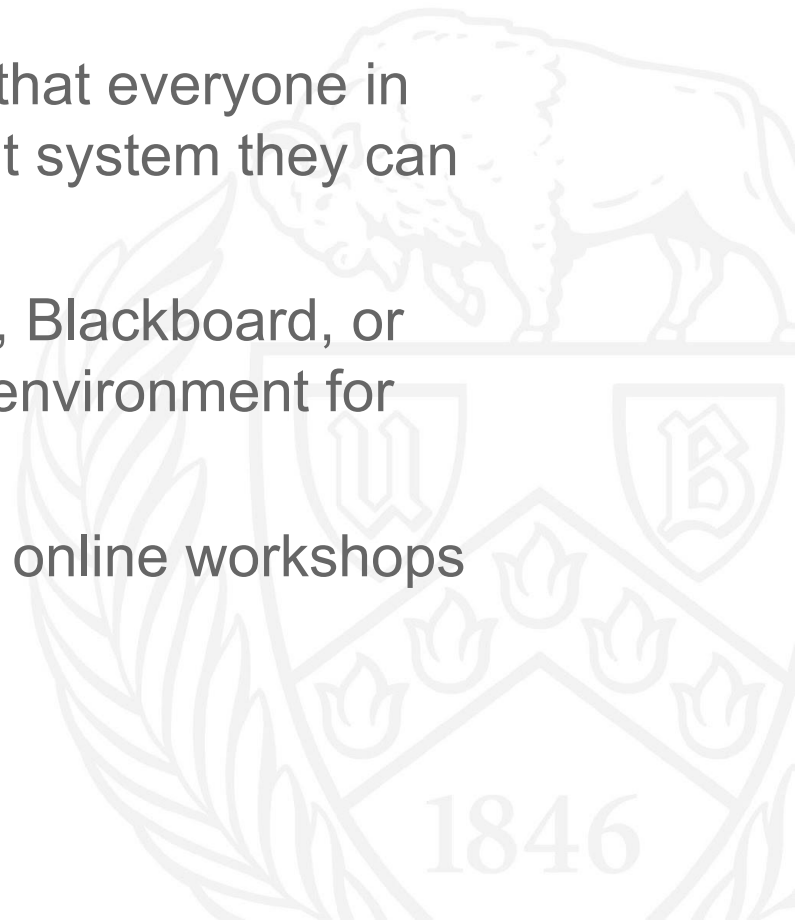 that everyone in
t system they can
, Blackboard, or
environment for
online workshops
U B
1846